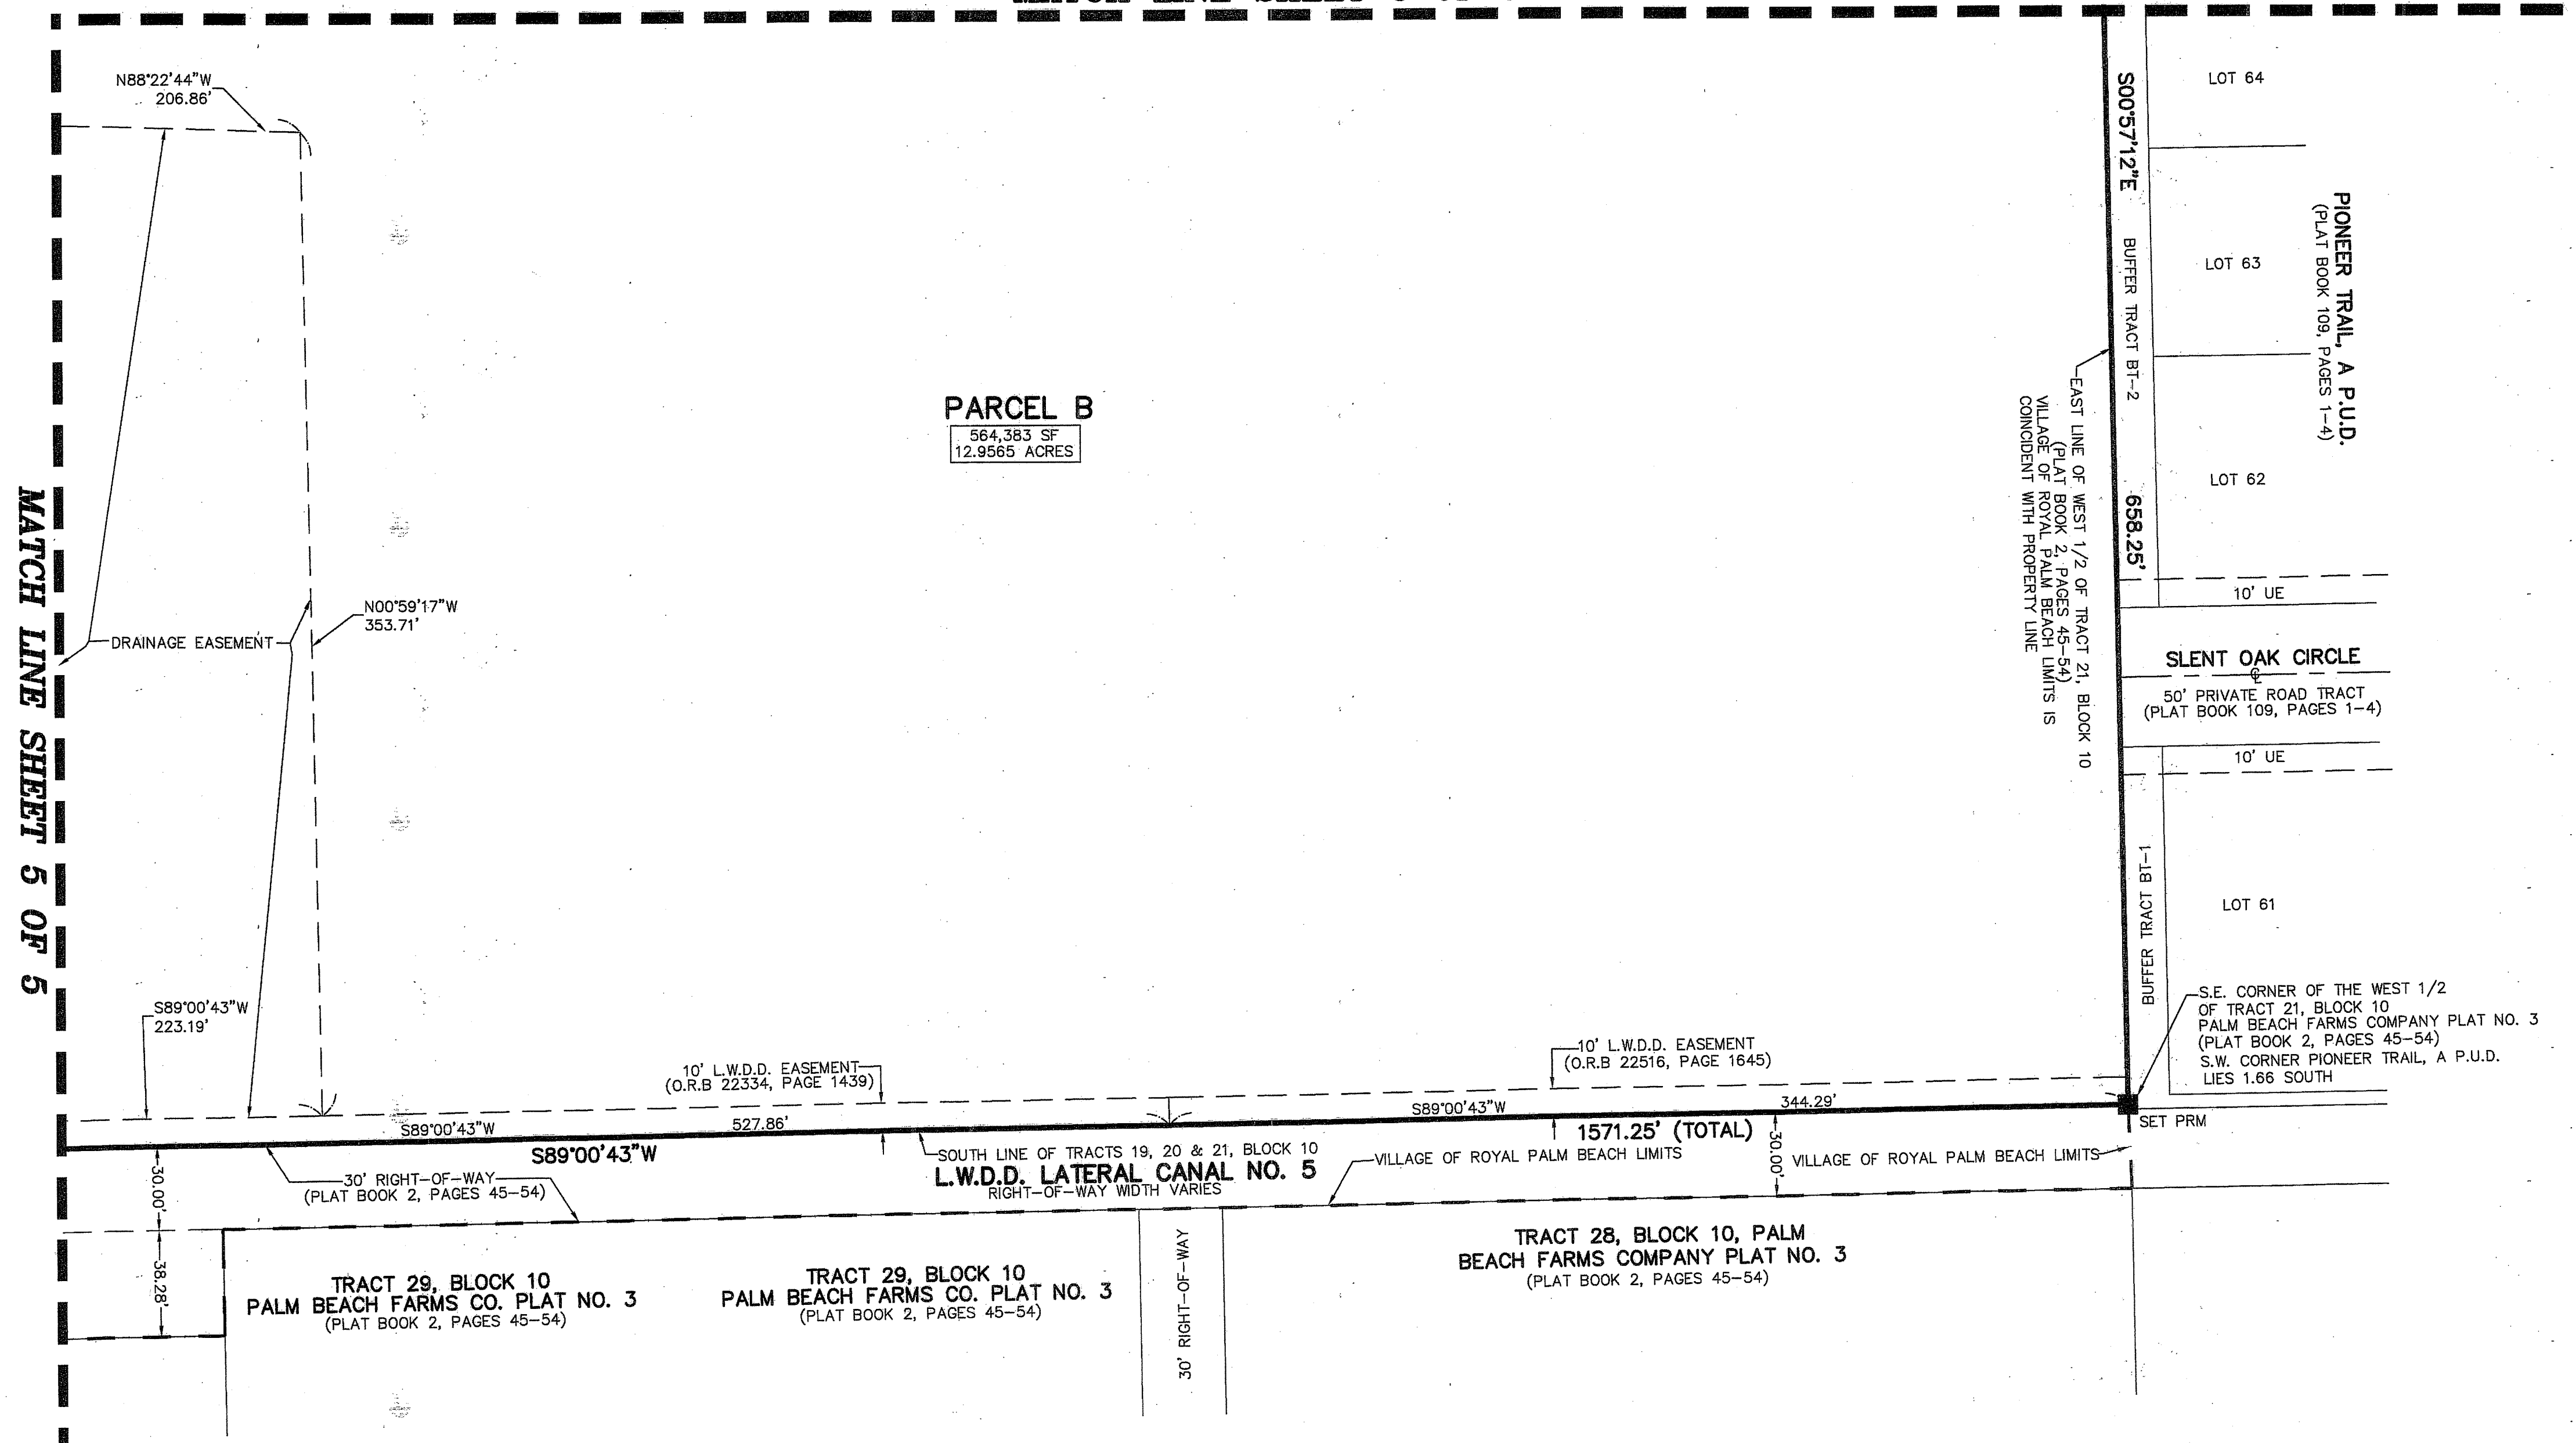 N88°22'44"W
206.86'
PARCEL B
564,383 SF
12.9565 ACRES
MATCH LINE SHEET 5 OF 5
DRAINAGE EASEMENT
N00°59'17"W
353.71'
S89°00'43"W
223.19'
S00°57'12"E
BUFFER TRACT BT-2
658.25'
EAST LINE OF WEST 1/2 OF TRACT 21, BLOCK 10
(PLAT BOOK 2, PAGES 45-54)
VILLAGE OF ROYAL PALM BEACH LIMITS IS
COINCIDENT WITH PROPERTY LINE
LOT 64
LOT 63
LOT 62
PIONEER TRAIL, A P.U.D.
(PLAT BOOK 109, PAGES 1-4)
10' UE
SLENT OAK CIRCLE
℄
50' PRIVATE ROAD TRACT
(PLAT BOOK 109, PAGES 1-4)
10' UE
BUFFER TRACT BT-1
LOT 61
S.E. CORNER OF THE WEST 1/2
OF TRACT 21, BLOCK 10
PALM BEACH FARMS COMPANY PLAT NO. 3
(PLAT BOOK 2, PAGES 45-54)
S.W. CORNER PIONEER TRAIL, A P.U.D.
LIES 1.66 SOUTH
SET PRM
10' L.W.D.D. EASEMENT
(O.R.B 22334, PAGE 1439)
10' L.W.D.D. EASEMENT
(O.R.B 22516, PAGE 1645)
S89°00'43"W
527.86'
S89°00'43"W
344.29'
S89°00'43"W
1571.25' (TOTAL)
SOUTH LINE OF TRACTS 19, 20 & 21, BLOCK 10
L.W.D.D. LATERAL CANAL NO. 5
RIGHT-OF-WAY WIDTH VARIES
VILLAGE OF ROYAL PALM BEACH LIMITS
30.00'
VILLAGE OF ROYAL PALM BEACH LIMITS
30.00'
30' RIGHT-OF-WAY
(PLAT BOOK 2, PAGES 45-54)
38.28'
TRACT 29, BLOCK 10
PALM BEACH FARMS CO. PLAT NO. 3
(PLAT BOOK 2, PAGES 45-54)
TRACT 29, BLOCK 10
PALM BEACH FARMS CO. PLAT NO. 3
(PLAT BOOK 2, PAGES 45-54)
30' RIGHT-OF-WAY
TRACT 28, BLOCK 10, PALM
BEACH FARMS COMPANY PLAT NO. 3
(PLAT BOOK 2, PAGES 45-54)